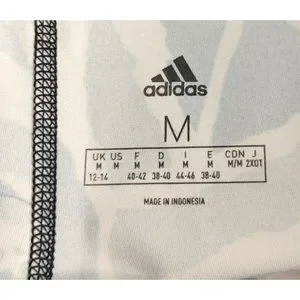 adidas
M
UK US F D I E CDN J
M M M M M M M/M 2XOT
12-14 40-42 38-40 44-46 38-40
MADE IN INDONESIA